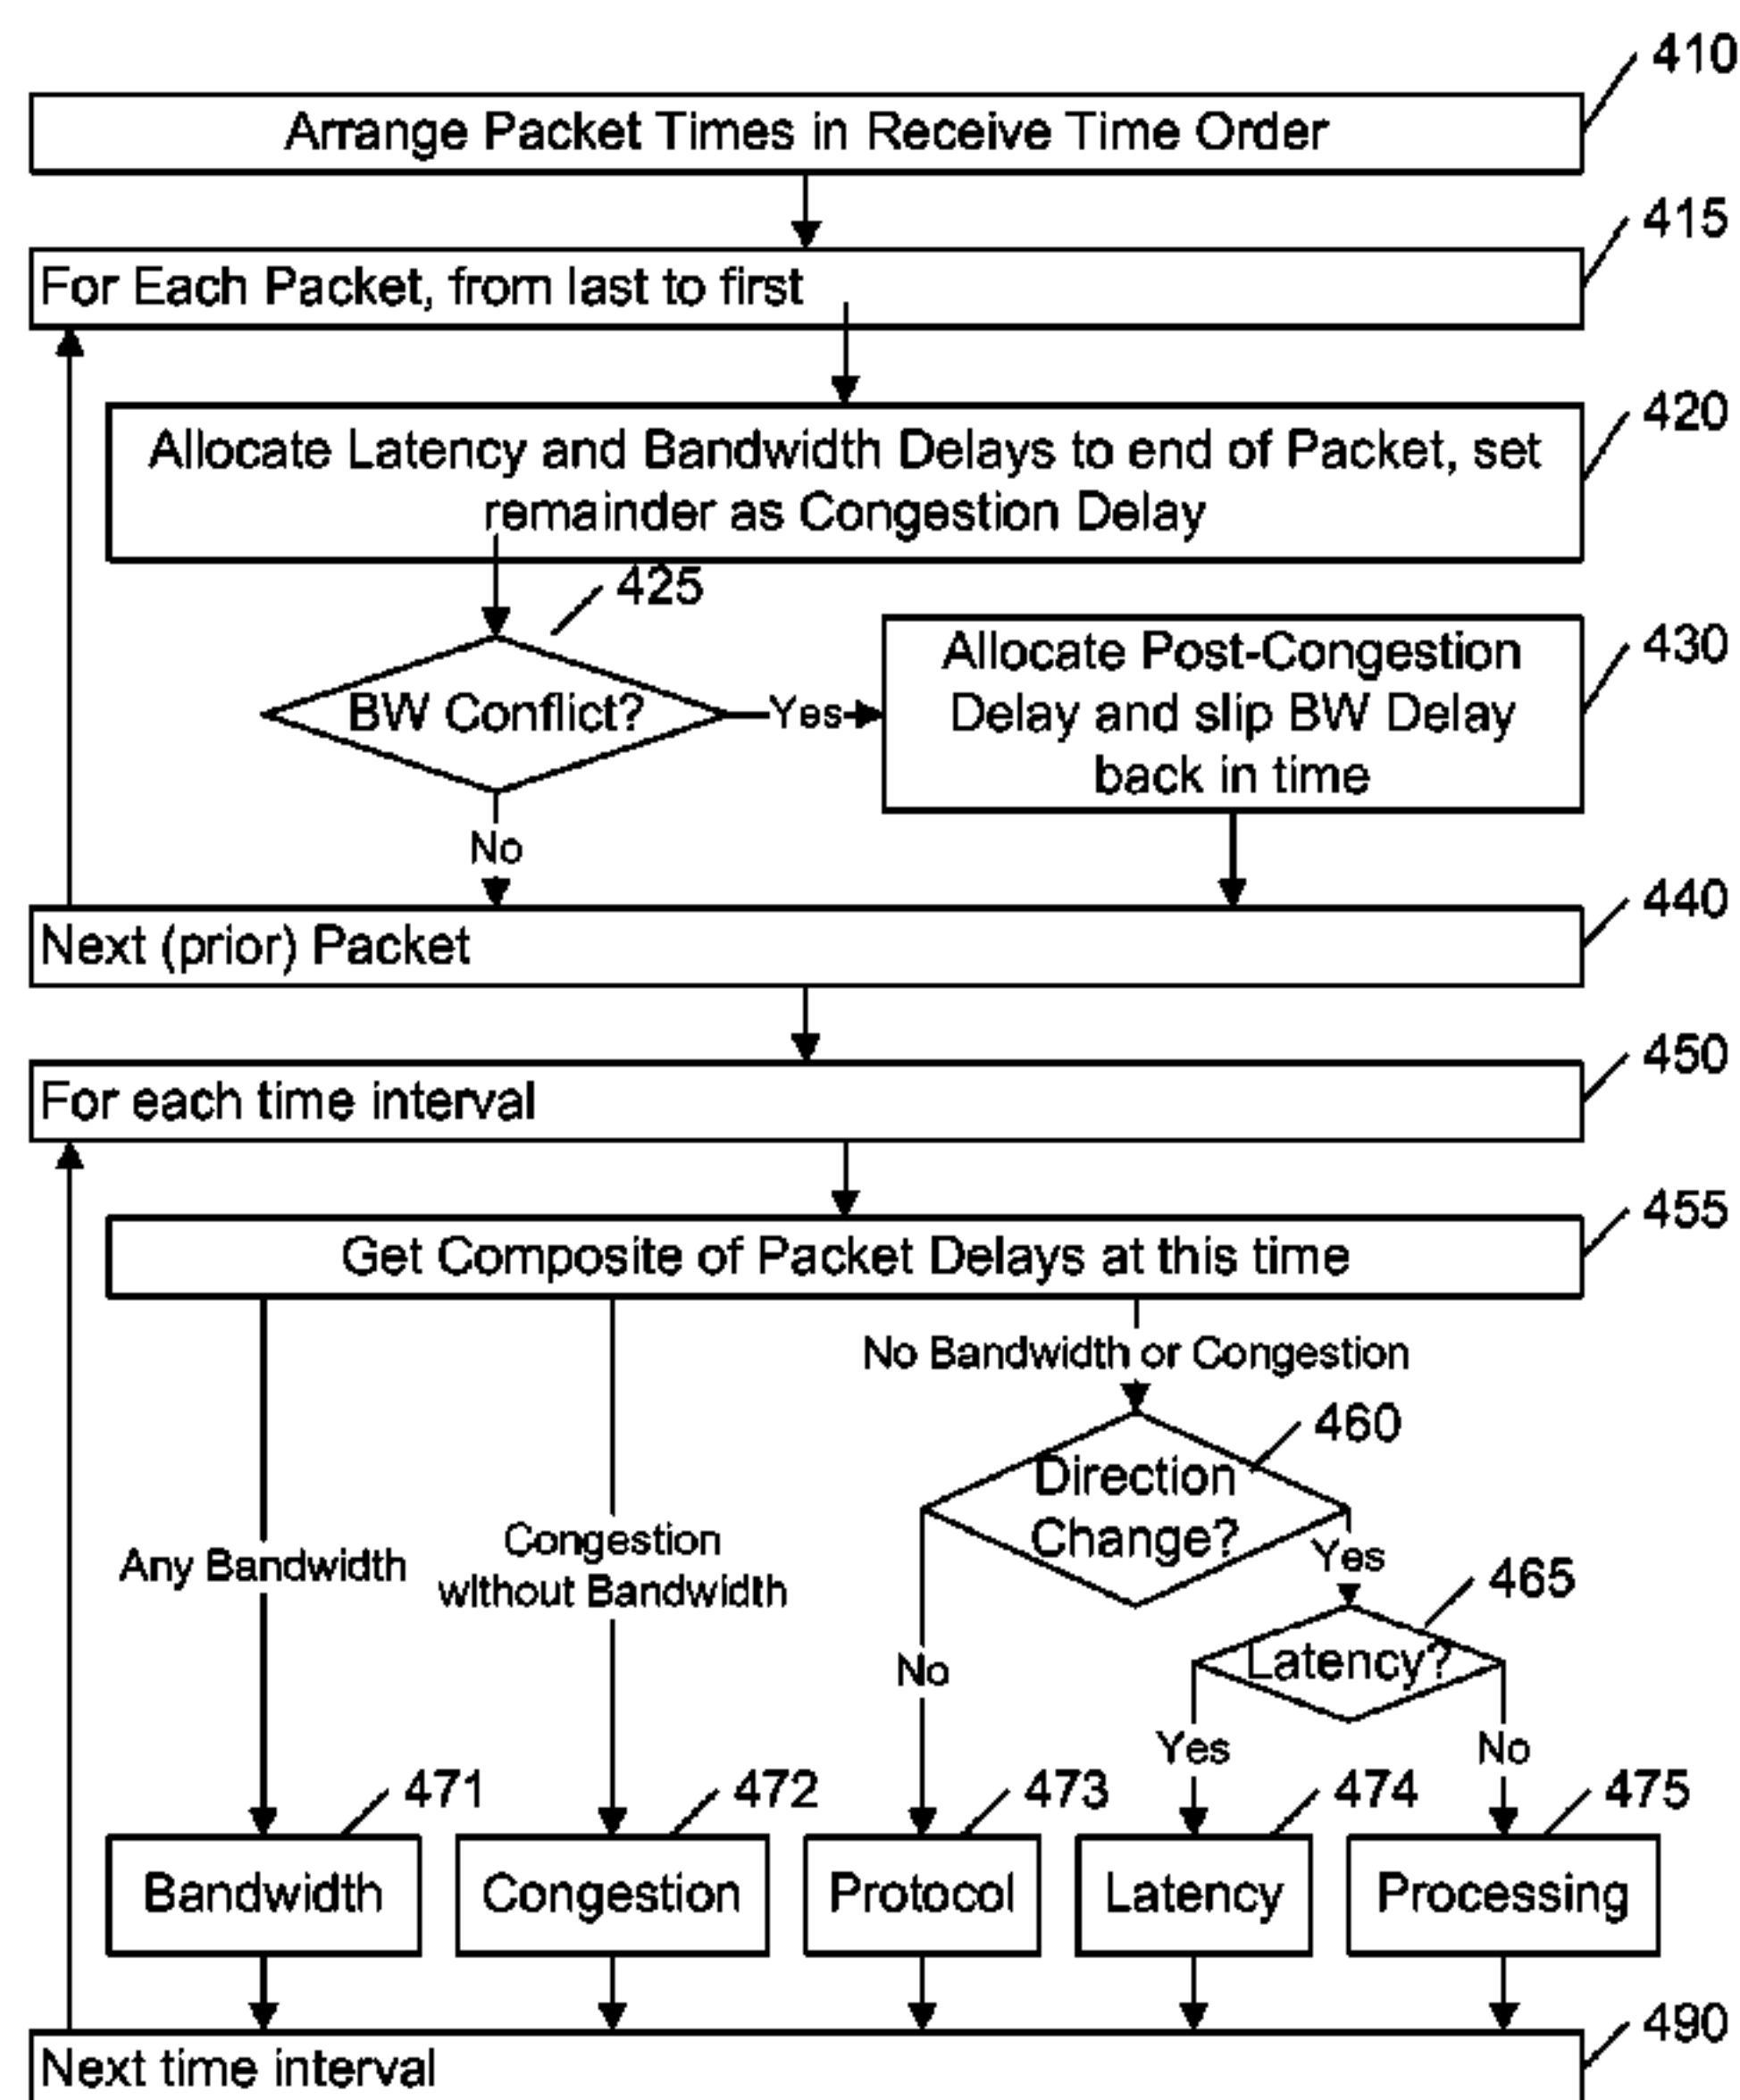 410
Arrange Packet Times in Receive Time Order
415
For Each Packet, from last to first
420
Allocate Latency and Bandwidth Delays to end of Packet, set
remainder as Congestion Delay
425
430
BW Conflict?
Yes
Allocate Post-Congestion
Delay and slip BW Delay
back in time
No
440
Next (prior) Packet
450
For each time interval
455
Get Composite of Packet Delays at this time
No Bandwidth or Congestion
460
Direction
Change?
Any Bandwidth
Congestion
without Bandwidth
Yes
465
No
Latency?
Yes
No
471
472
473
474
475
Bandwidth
Congestion
Protocol
Latency
Processing
490
Next time interval